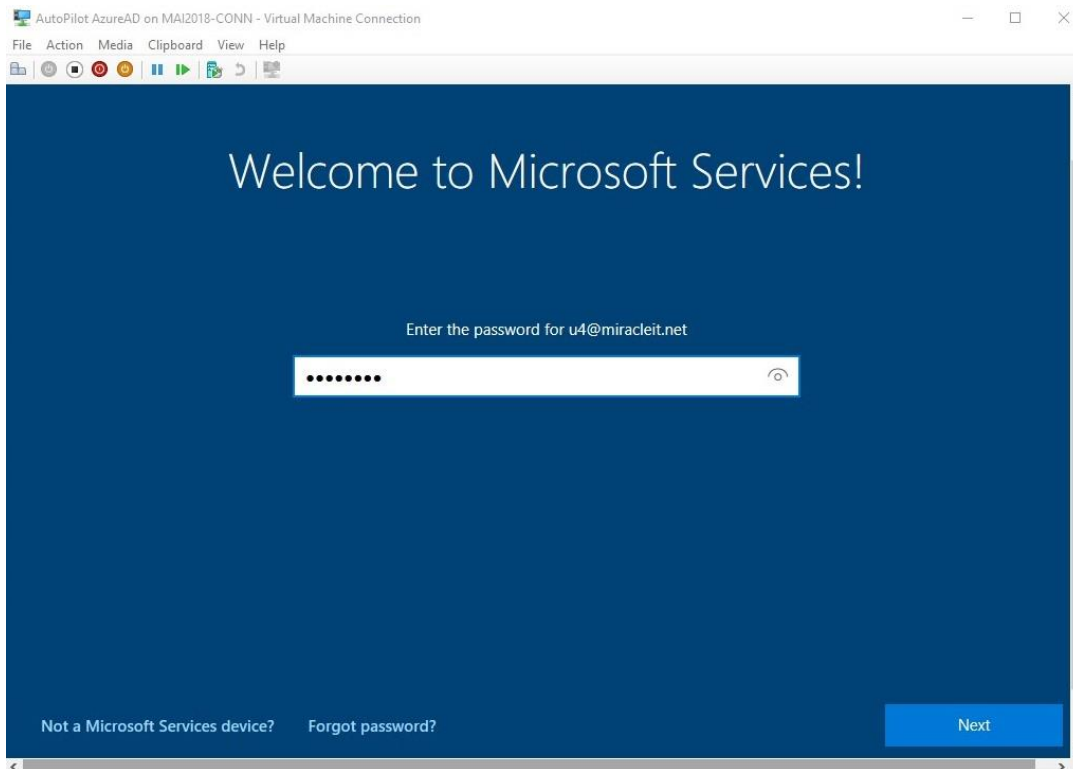 AutoPilot AzureAD on MAI2018-CONN - Virtual Machine Connection
File Action Media Clipboard View Help
Welcome to Microsoft Services!
Enter the password for u4@miracleit.net
••••••••
Not a Microsoft Services device? Forgot password? Next